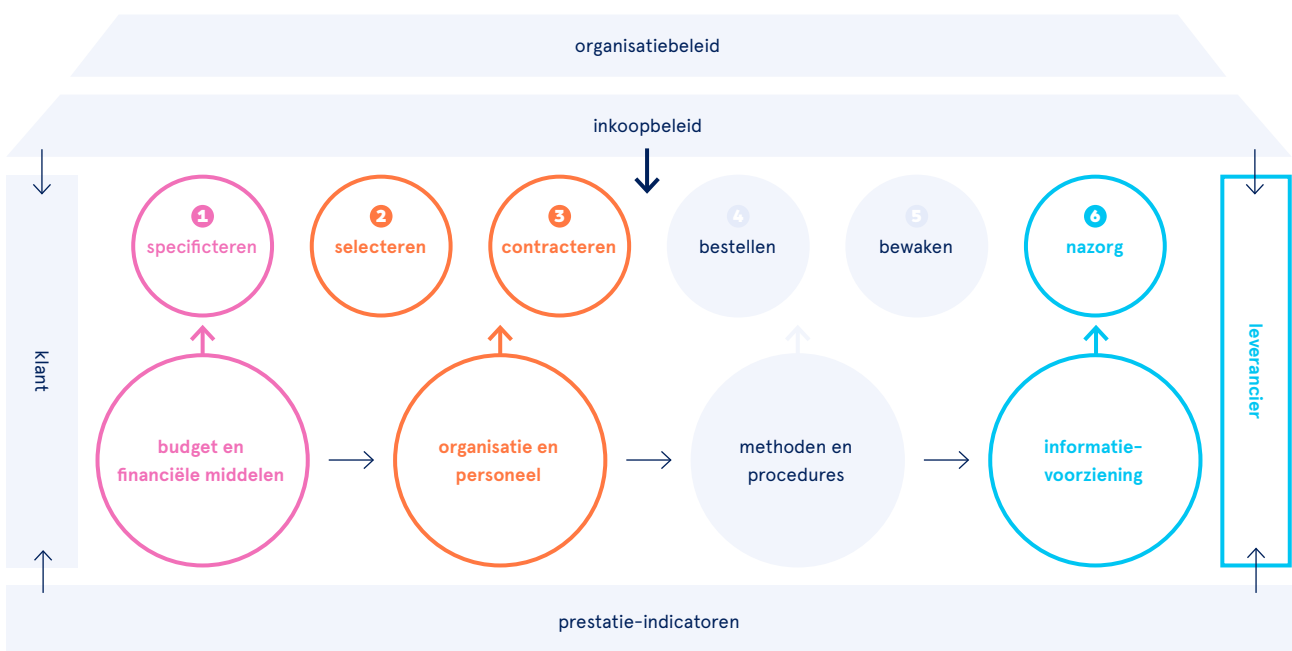 organisatiebeleid
inkoopbeleid
klant
1
specificteren
2
selecteren
3
contracteren
4
bestellen
5
bewaken
6
nazorg
leverancier
budget en
financiële middelen
organisatie en
personeel
methoden en
procedures
informatie-
voorziening
prestatie-indicatoren